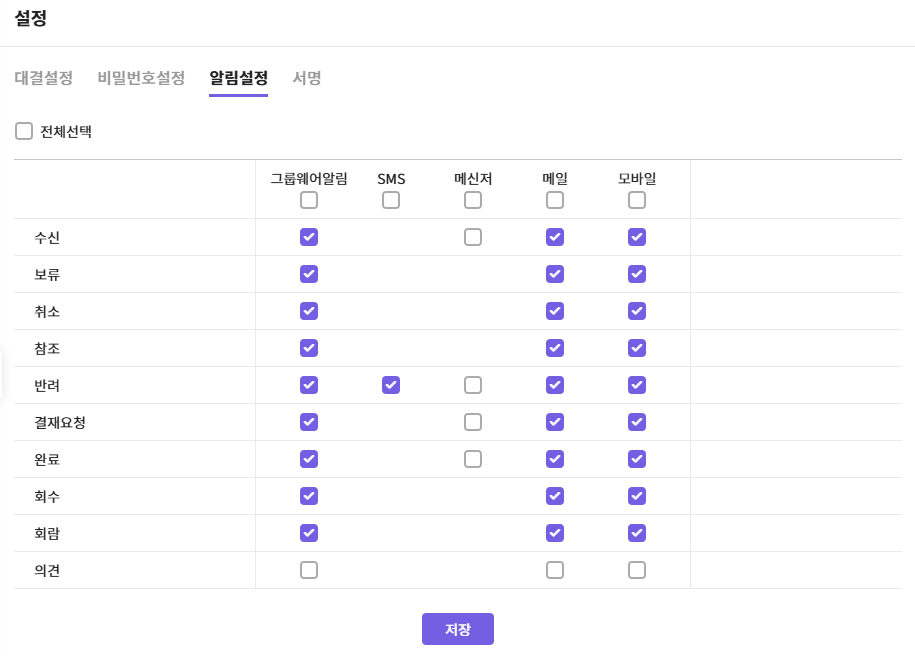 설정
대결설정 비밀번호설정 알림설정 서명
전체선택
그룹웨어알림 SMS 메신저 메일 모바일
수신
보류
취소
참조
반려
결재요청
완료
회수
회람
의견
저장